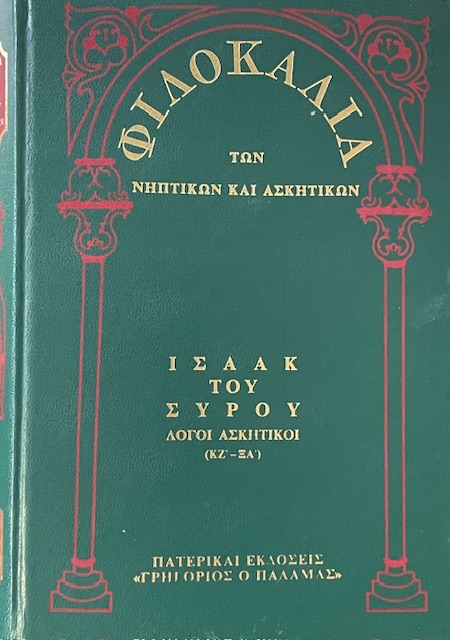 ΦΙΛΟΚΑΛΙΑ
ΤΩΝ
ΝΗΠΤΙΚΩΝ ΚΑΙ ΑΣΚΗΤΙΚΩΝ
ΙΣΑΑΚ
ΤΟΥ
ΣΥΡΟΥ
ΛΟΓΟΙ ΑΣΚΗΤΙΚΟΙ
(ΚΖ' – ΞΑ')
ΠΑΤΕΡΙΚΑΙ ΕΚΔΟΣΕΙΣ
«ΓΡΗΓΟΡΙΟΣ Ο ΠΑΛΑΜΑΣ»